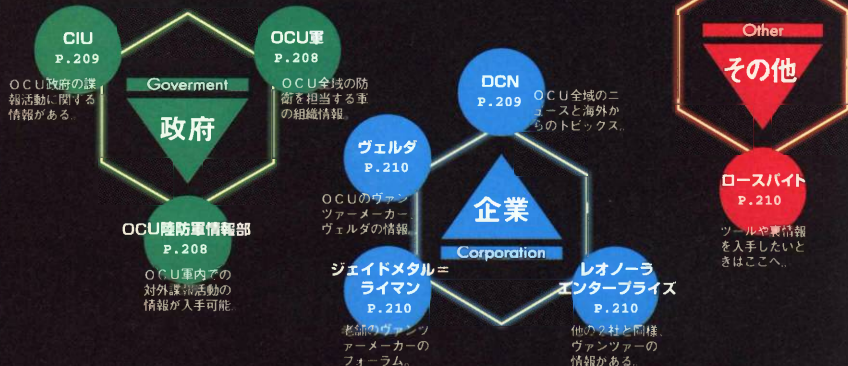 CIU
P.209
OCU政府の諜
報活動に関する
情報がある。
OCU軍
P.208
OCU全域の防
衛を担当する軍
の組織情報。
Goverment
政府
OCU陸防軍情報部
P.208
OCU軍内での
対外諜報活動の
情報が入手可能。
DCN
P.209
OCU全域のニ
ュースと海外か
らのトピックス。
ヴェルダ
P.210
OCUのヴァン
ツァーメーカー
ヴェルダの情報。
企業
Corporation
ジェイドメタル=
ライマン
P.210
老舗のヴァンツ
ァーメーカーの
フォーラム。
レオノーラ
エンタープライズ
P.210
他の2社と同様、
ヴァンツァーの
情報がある。
Other
その他
ロースバイト
P.210
ツールや裏情報
を入手したいと
きはここへ。